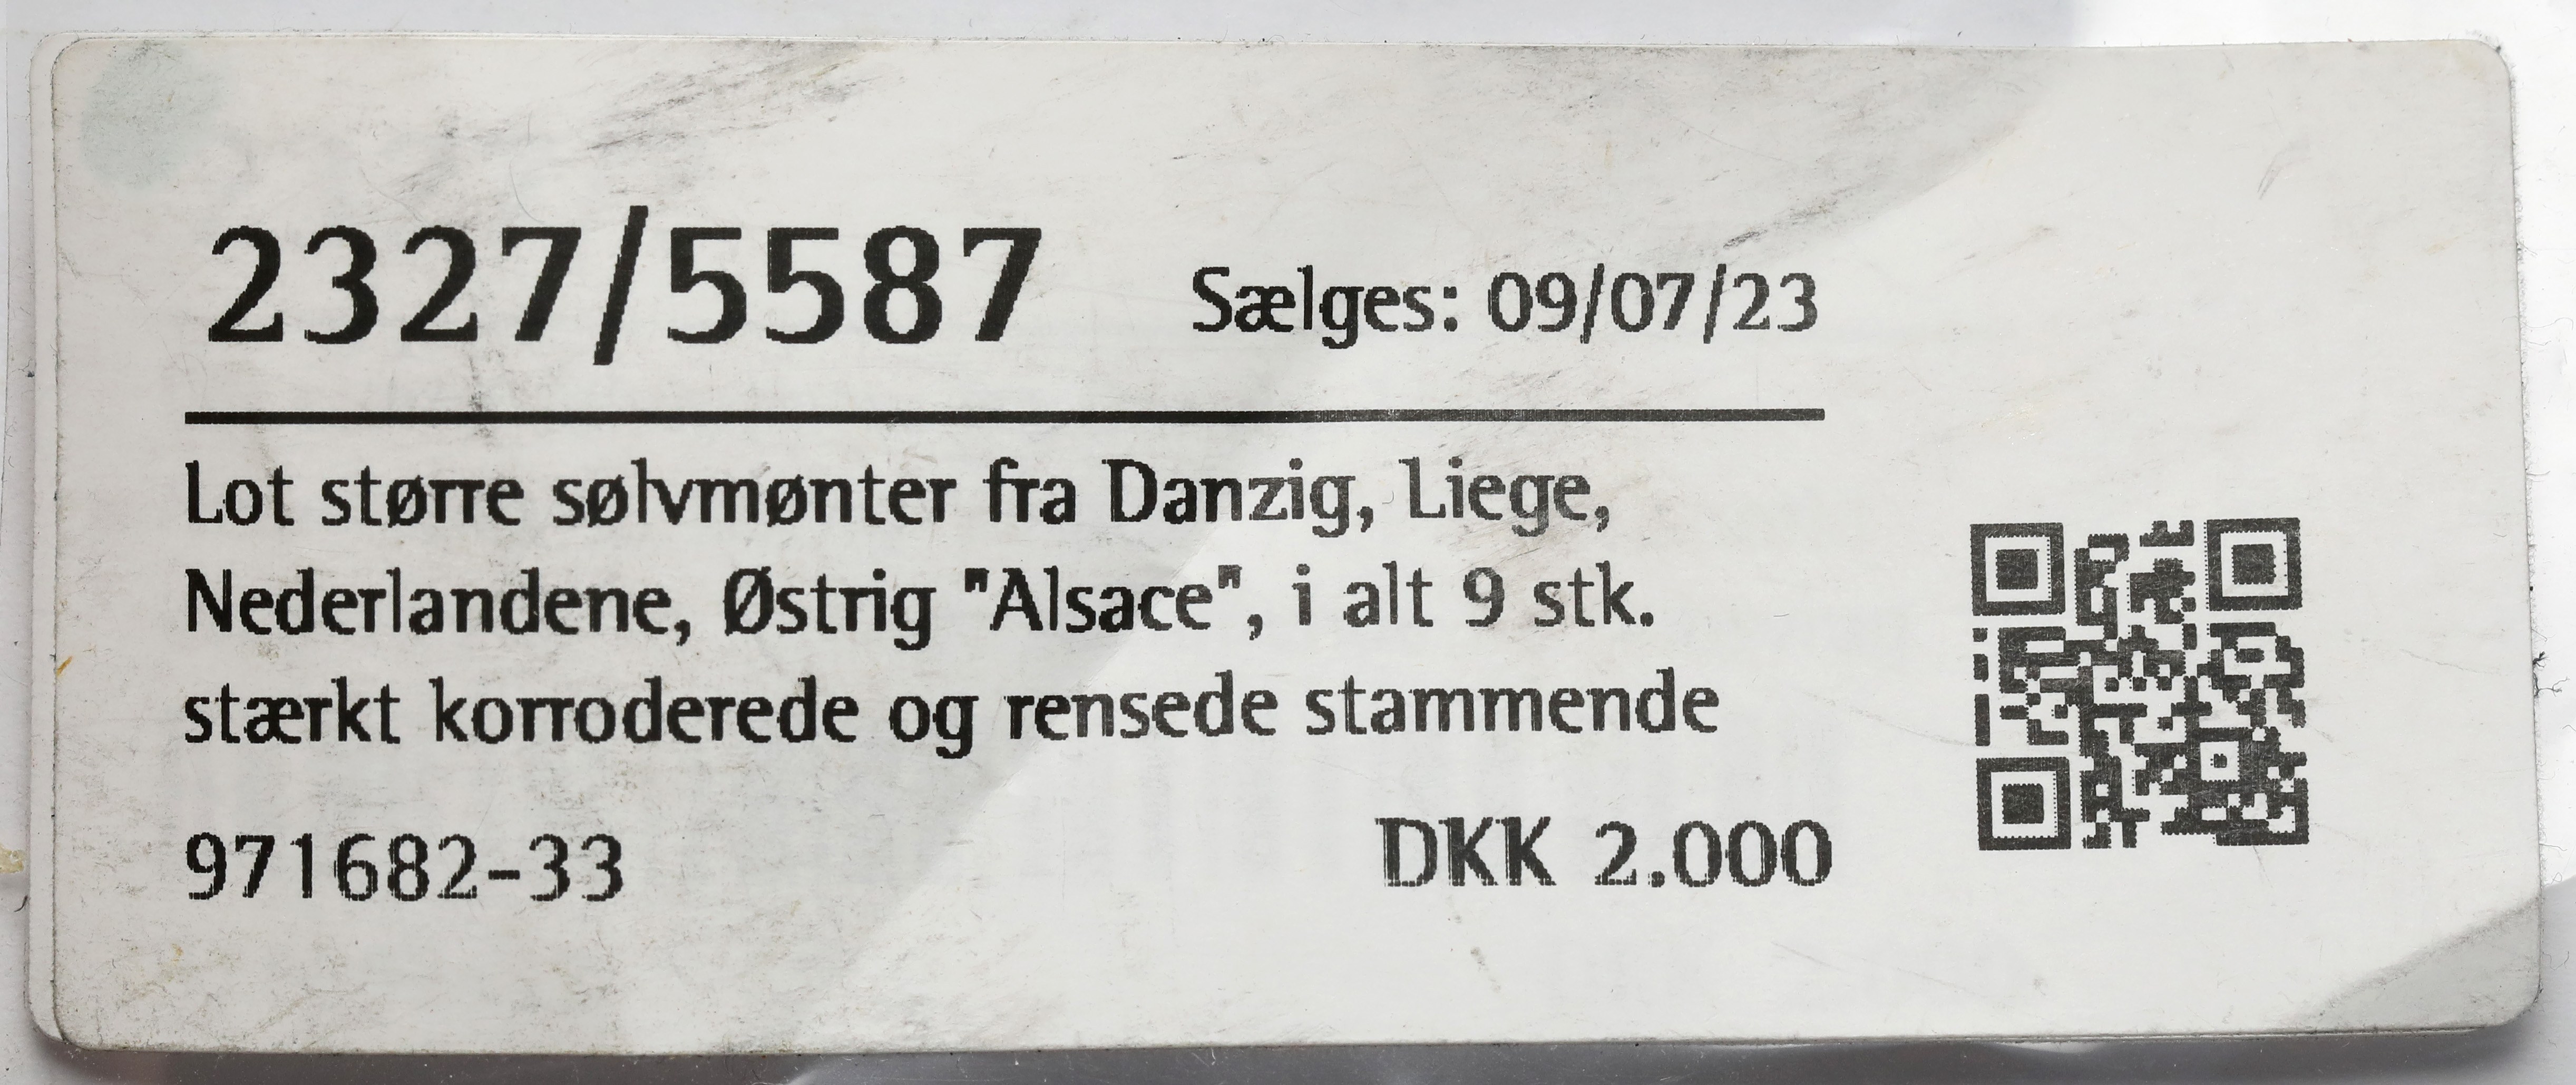 2327/5587 Sælges: 09/07/23
Lot større sølvmønter fra Danzig, Liege,
Nederlandene, Østrig "Alsace", i alt 9 stk.
stærkt korroderede og rensede stammende
971682-33 DKK 2.000